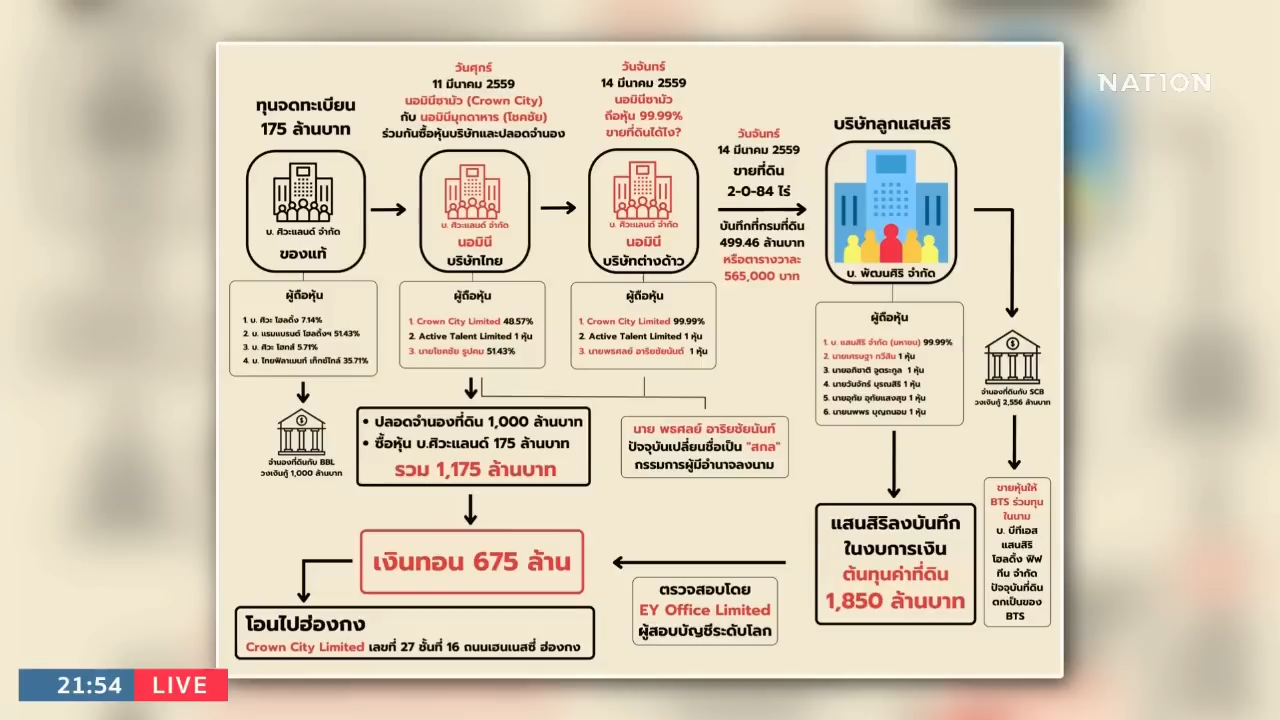 NATION
ทุนจดทะเบียน
175 ล้านบาท
บ. ศิวะแลนด์ จำกัด
ของแท้
ผู้ถือหุ้น
1. บ. ศิวะ โฮลดิ้ง 7.14%
2. บ. แรมแบรนด์ โฮลดิ้งฯ 51.43%
3. บ. ศิวะ โฮทส์ 5.71%
4. บ. ไทยฟิลาเมนท์ เท็กซ์ไทล์ 35.71%
จำนองที่ดินกับ BBL
วงเงินกู้ 1,000 ล้านบาท
วันศุกร์
11 มีนาคม 2559
นอมินีซามัว (Crown City)
กับ นอมินีมุกดาหาร (โชคชัย)
ร่วมกันซื้อหุ้นบริษัทและปลอดจำนอง
บ. ศิวะแลนด์ จำกัด
นอมินี
บริษัทไทย
ผู้ถือหุ้น
1. Crown City Limited 48.57%
2. Active Talent Limited 1 หุ้น
3. นายโชคชัย รูปคม 51.43%
วันจันทร์
14 มีนาคม 2559
นอมินีซามัว
ถือหุ้น 99.99%
ขายที่ดินได้ไง?
บ. ศิวะแลนด์ จำกัด
นอมินี
บริษัทต่างด้าว
ผู้ถือหุ้น
1. Crown City Limited 99.99%
2. Active Talent Limited 1 หุ้น
3. นายพรศลย์ อาริยชัยนันต์ 1 หุ้น
• ปลอดจำนองที่ดิน 1,000 ล้านบาท
• ซื้อหุ้น บ.ศิวะแลนด์ 175 ล้านบาท
รวม 1,175 ล้านบาท
นาย พรศลย์ อาริยชัยนันท์
ปัจจุบันเปลี่ยนชื่อเป็น "สกล"
กรรมการผู้มีอำนาจลงนาม
วันจันทร์
14 มีนาคม 2559
ขายที่ดิน
2-0-84 ไร่
บันทึกที่กรมที่ดิน
499.46 ล้านบาท
หรือตารางวาละ
565,000 บาท
บริษัทลูกแสนสิริ
บ. พัฒนศิริ จำกัด
ผู้ถือหุ้น
1. บ. แสนสิริ จำกัด (มหาชน) 99.99%
2. นายเศรษฐา ทวีสิน 1 หุ้น
3. นายอภิชาติ จูตระกูล 1 หุ้น
4. นายวันจักร์ บุรณศิริ 1 หุ้น
5. นายอุทัย อุทัยแสงสุข 1 หุ้น
6. นายนพพร บุญถนอม 1 หุ้น
จำนองที่ดินกับ SCB
วงเงินกู้ 2,556 ล้านบาท
ขายหุ้นให้
BTS ร่วมทุน
ในนาม
บ. บีทีเอส
แสนสิริ
โฮลดิ้ง ฟิฟ
ทีน จำกัด
ปัจจุบันที่ดิน
ตกเป็นของ
BTS
แสนสิริลงบันทึก
ในงบการเงิน
ต้นทุนค่าที่ดิน
1,850 ล้านบาท
ตรวจสอบโดย
EY Office Limited
ผู้สอบบัญชีระดับโลก
เงินทอน 675 ล้าน
โอนไปฮ่องกง
Crown City Limited เลขที่ 27 ชั้นที่ 16 ถนนเฮนเนสซี่ ฮ่องกง
21:54 LIVE